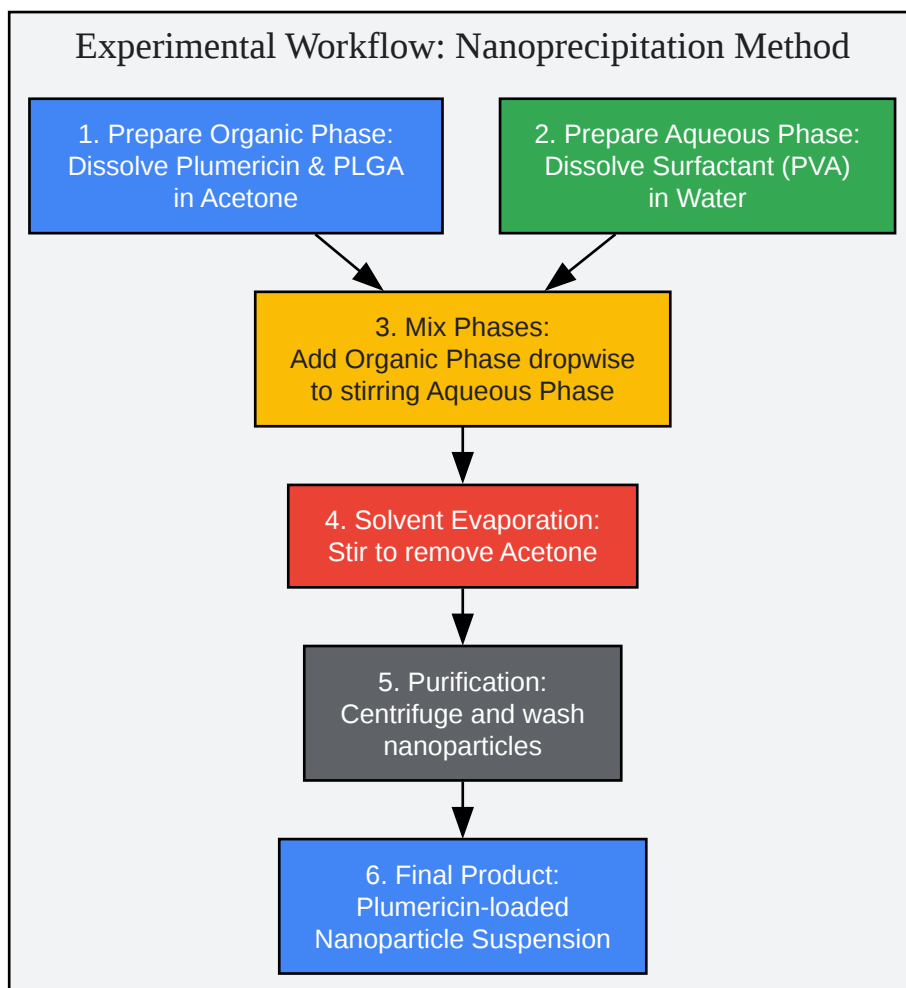 Experimental Workflow: Nanoprecipitation Method
1. Prepare Organic Phase:
Dissolve Plumericin & PLGA
in Acetone
2. Prepare Aqueous Phase:
Dissolve Surfactant (PVA)
in Water
3. Mix Phases:
Add Organic Phase dropwise
to stirring Aqueous Phase
4. Solvent Evaporation:
Stir to remove Acetone
5. Purification:
Centrifuge and wash
nanoparticles
6. Final Product:
Plumericin-loaded
Nanoparticle Suspension